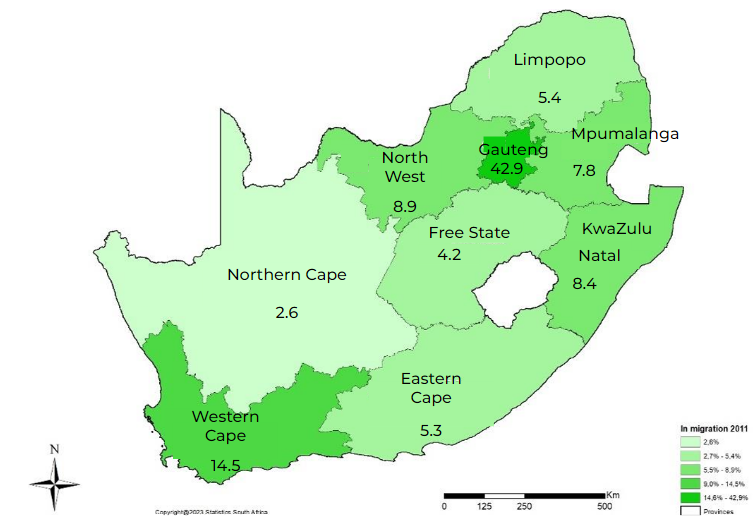 Limpopo
5.4
Mpumalanga
7.8
Gauteng
42.9
North
West
8.9
Free State
4.2
KwaZulu
Natal
8.4
Northern Cape
2.6
Eastern
Cape
5.3
Western
Cape
14.5
In migration 2011
2,6%
2,7% - 5,4%
5,5% - 8,9%
9,0% - 14,5%
14,6% - 42,9%
Provinces
N
Km
0 125 250 500
Copyright@2023 Statistics South Africa